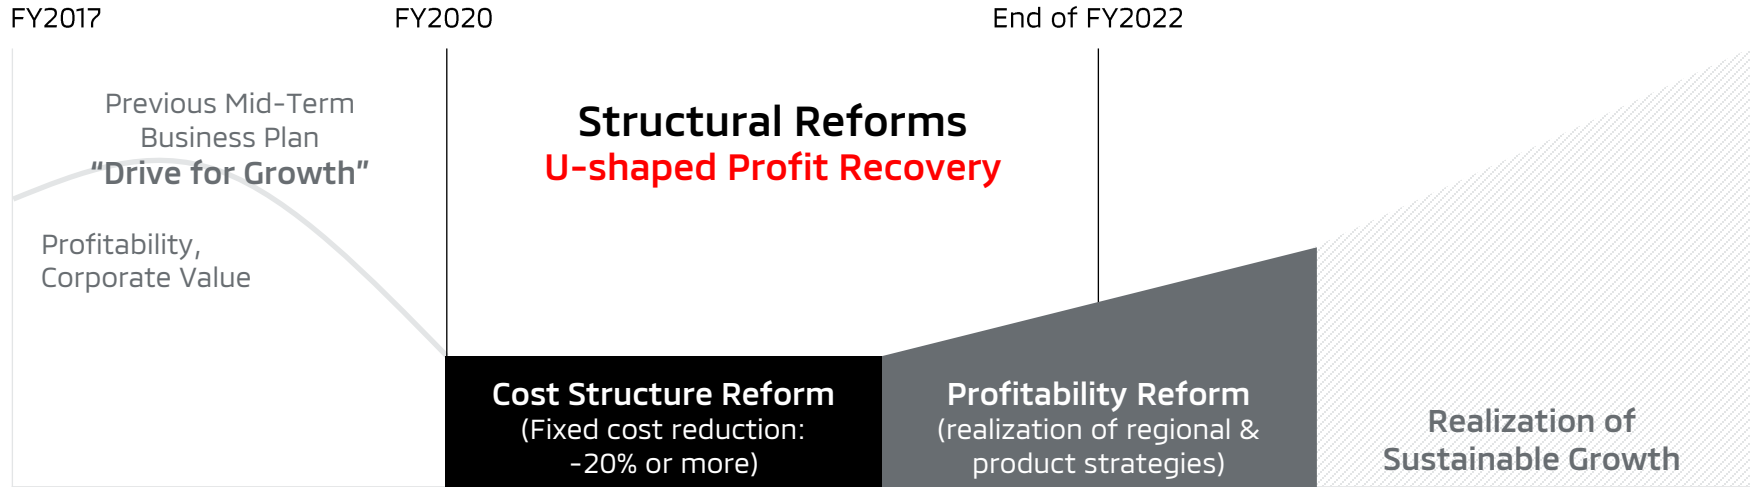 FY2017
FY2020
End of FY2022
Previous Mid-Term
Business Plan
“Drive for Growth”
Profitability,
Corporate Value
Structural Reforms
U-shaped Profit Recovery
Cost Structure Reform
(Fixed cost reduction:
-20% or more)
Profitability Reform
(realization of regional &
product strategies)
Realization of
Sustainable Growth